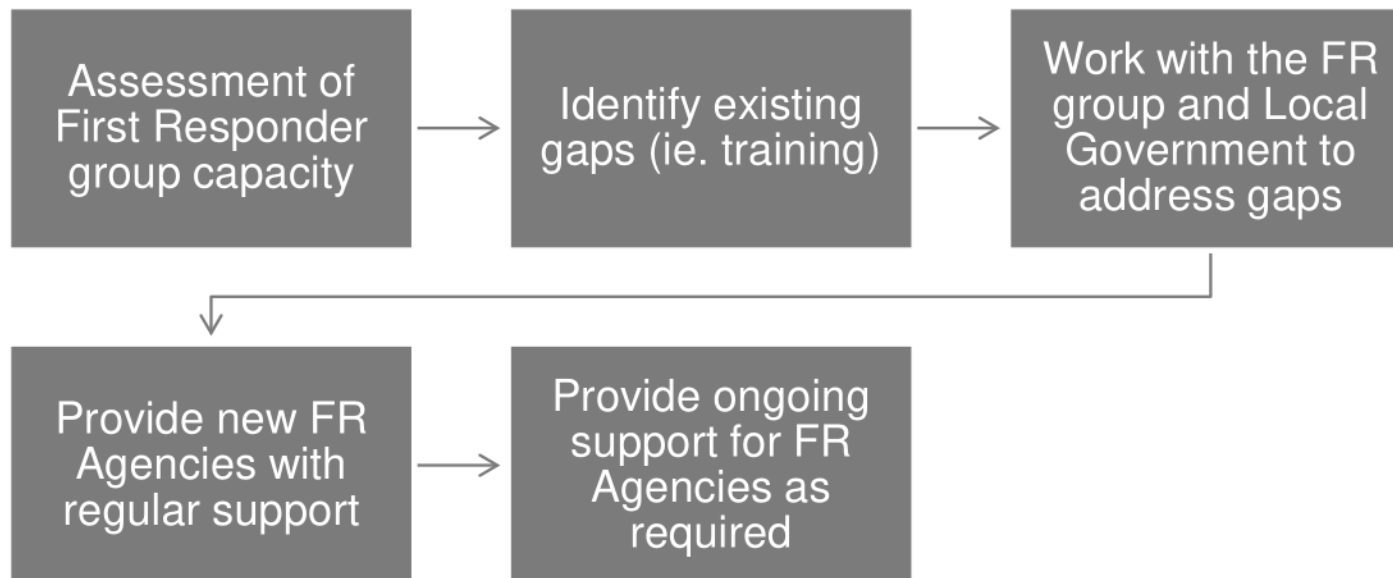 Assessment of
First Responder
group capacity
Identify existing
gaps (ie. training)
Work with the FR
group and Local
Government to
address gaps
Provide new FR
Agencies with
regular support
Provide ongoing
support for FR
Agencies as
required